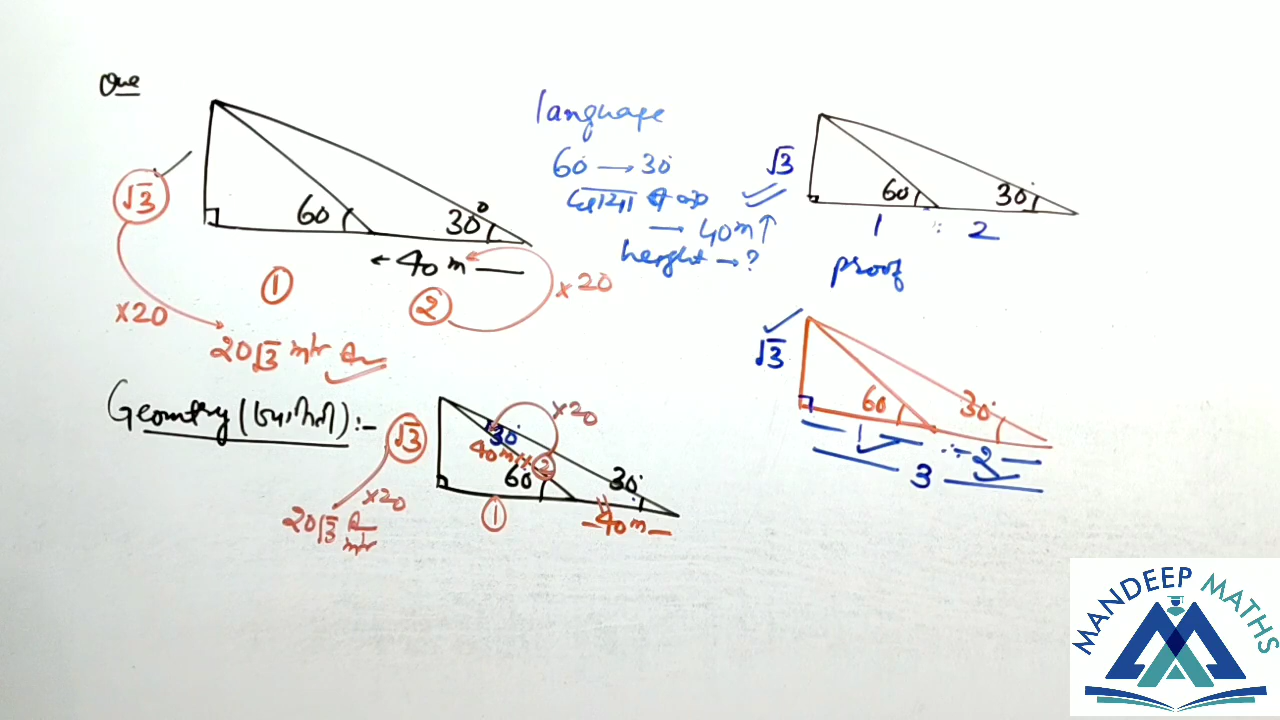 Que
√3
60
30°
← 40 m —
①
②
×20
×20
20√3 mtr
language
60 → 30
→ 40m↑
height → ?
√3
60
30°
1 : 2
proof
√3
60
30°
1 : 2
3
Geometry ( ) :-
√3
30°
×20
40m
②
60
30°
①
40m
×20
20√3
mtr
MANDEEP MATHS